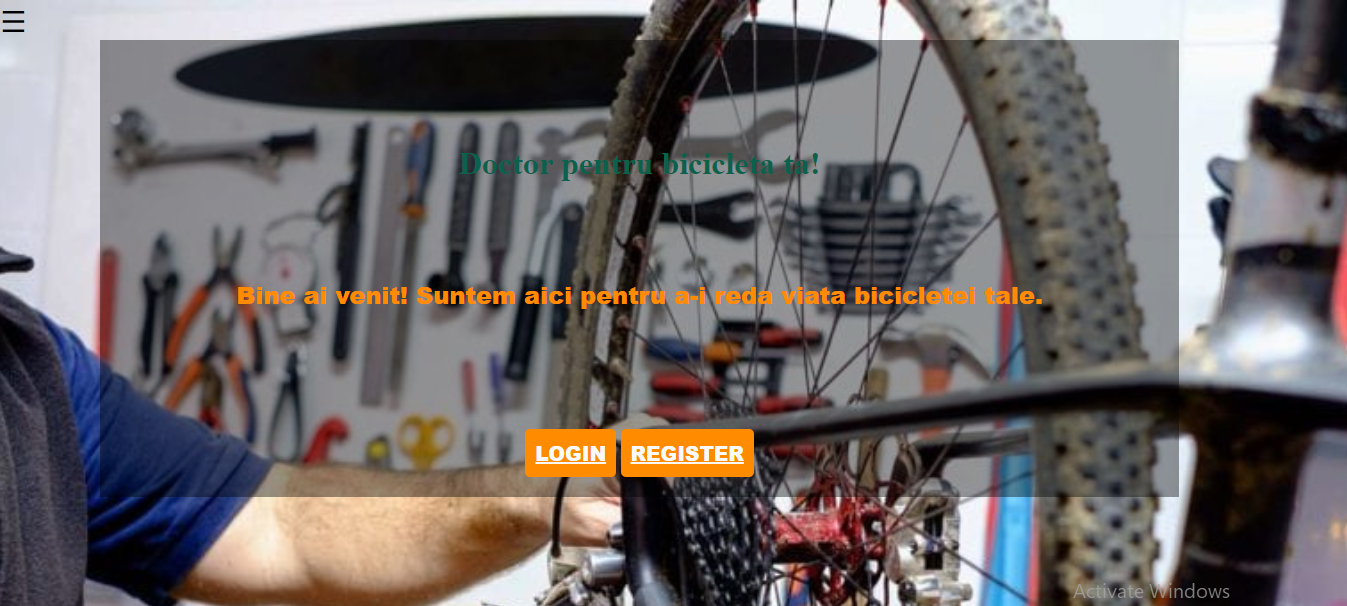 Doctor pentru bicicleta ta!
Bine ai venit! Suntem aici pentru a-i reda viata bicicletei tale.
LOGIN REGISTER
Activate Windows